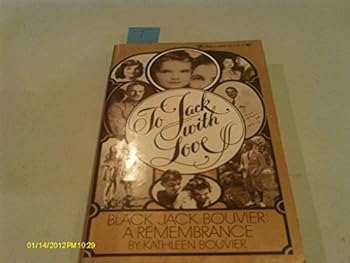 To Jack
with
Love
BLACK JACK BOUVIER:
A REMEMBRANCE
BY KATHLEEN BOUVIER
01/14/2012 PM 10:29